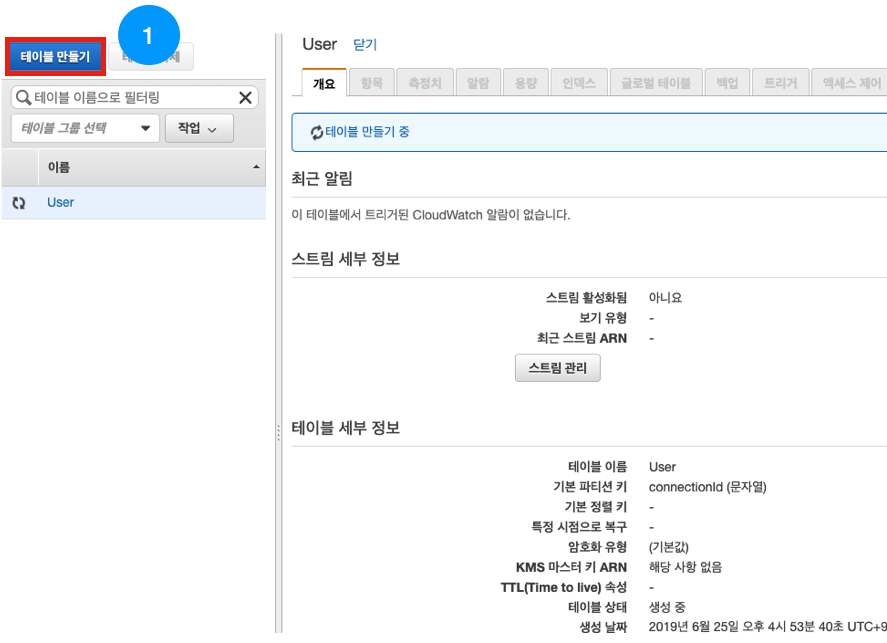 테이블 만들기
1
User 닫기
개요 항목 측정치 알람 용량 인덱스 글로벌 테이블 백업 트리거 액세스 제어
테이블 이름으로 필터링
테이블 그룹 선택 작업
테이블 만들기 중
이름
최근 알림
User
이 테이블에서 트리거된 CloudWatch 알람이 없습니다.
스트림 세부 정보
스트림 활성화됨 아니요
보기 유형 -
최근 스트림 ARN -
스트림 관리
테이블 세부 정보
테이블 이름 User
기본 파티션 키 connectionId (문자열)
기본 정렬 키 -
특정 시점으로 복구 -
암호화 유형 (기본값)
KMS 마스터 키 ARN 해당 사항 없음
TTL(Time to live) 속성 -
테이블 상태 생성 중
생성 날짜 2019년 6월 25일 오후 4시 53분 40초 UTC+9